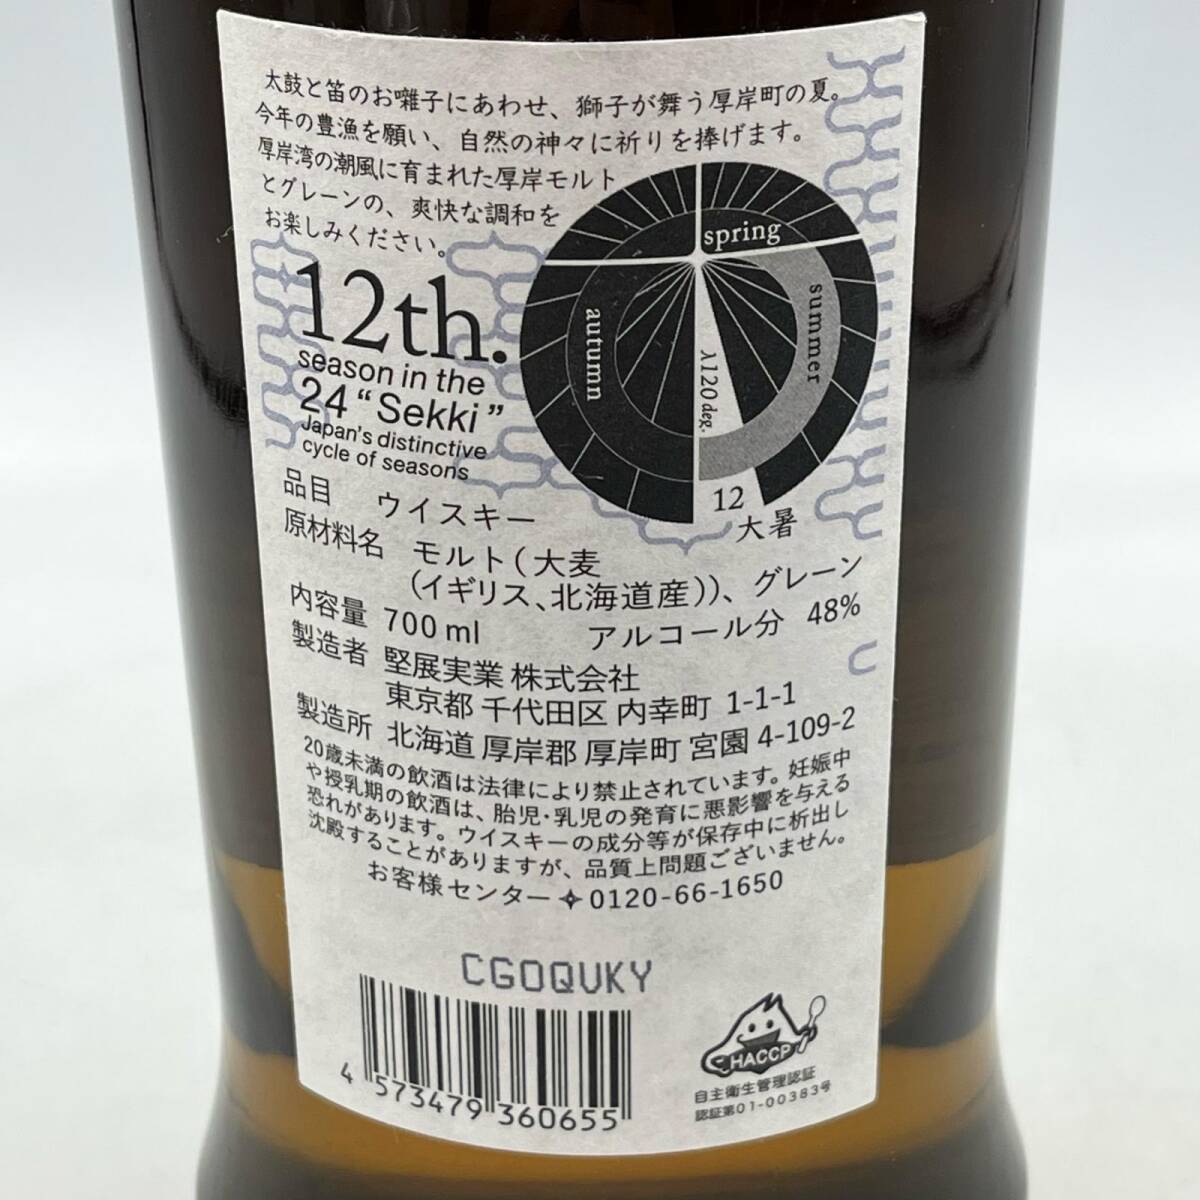 太鼓と笛のお囃子にあわせ、獅子が舞う厚岸町の夏。
今年の豊漁を願い、自然の神々に祈りを捧げます。
厚岸湾の潮風に育まれた厚岸モルト
とグレーンの、爽快な調和を
お楽しみください。
12th.
season in the
24 “Sekki”
Japan's distinctive
cycle of seasons
spring
summer
autumn
λ120 deg.
12
大暑
品目 ウイスキー
原材料名 モルト(大麦
(イギリス、北海道産))、グレーン
内容量 700 ml アルコール分 48%
製造者 堅展実業 株式会社
東京都 千代田区 内幸町 1-1-1
製造所 北海道 厚岸郡 厚岸町 宮園 4-109-2
20歳未満の飲酒は法律により禁止されています。妊娠中
や授乳期の飲酒は、胎児・乳児の発育に悪影響を与える
恐れがあります。ウイスキーの成分等が保存中に析出し
沈殿することがありますが、品質上問題ございません。
お客様センター✧0120-66-1650
CGOQVKY
4 573479 360655
HACCP
自主衛生管理認証
認証第01-00383号